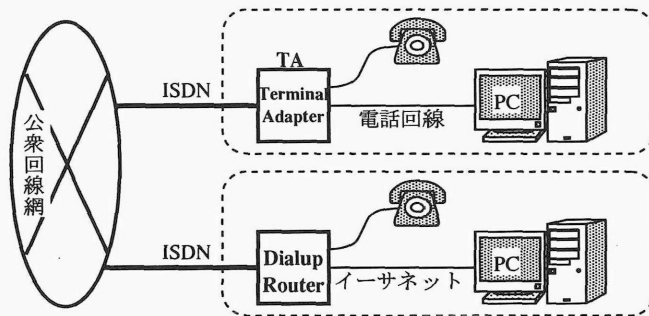 公衆回線網
ISDN
TA
Terminal
Adapter
電話回線
PC
ISDN
Dialup
Router
イーサネット
PC